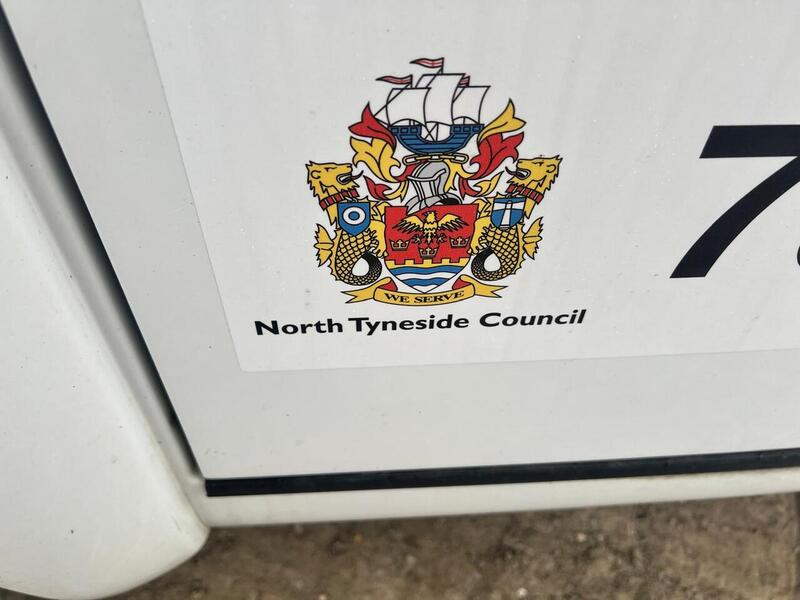 WE SERVE
North Tyneside Council
7